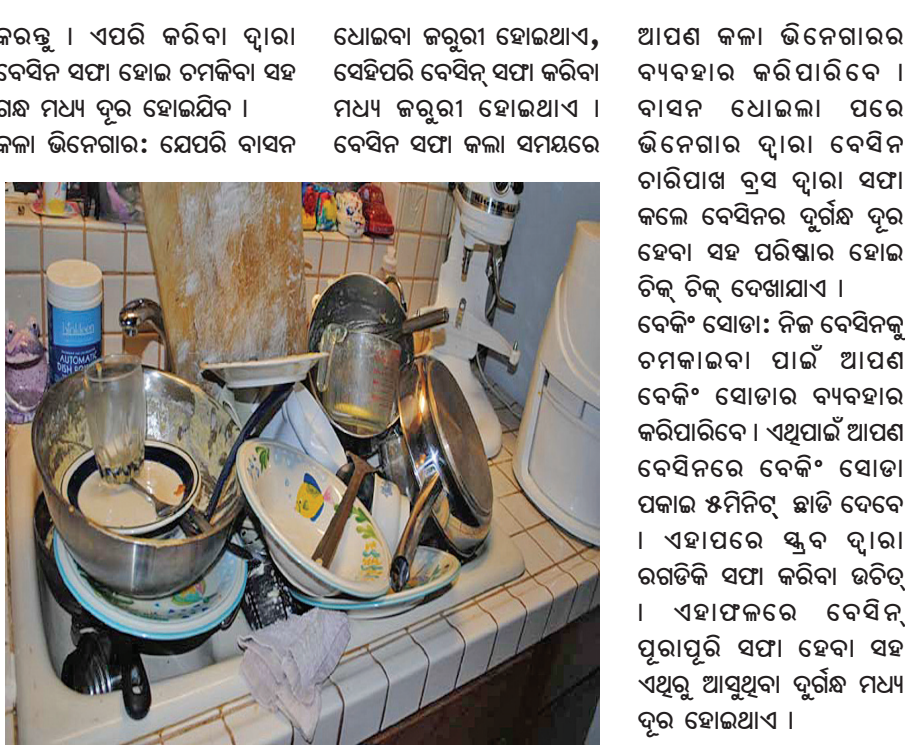 କରନ୍ତୁ । ଏପରି କରିବା ଦ୍ୱାରା
ବେସିନ ସଫା ହୋଇ ଚମକିବା ସହ
ଗନ୍ଧ ମଧ୍ୟ ଦୂର ହୋଇଯିବ ।
କଳା ଭିନେଗାର: ଯେପରି ବାସନ
ଧୋଇବା ଜରୁରୀ ହୋଇଥାଏ,
ସେହିପରି ବେସିନ୍ ସଫା କରିବା
ମଧ୍ୟ ଜରୁରୀ ହୋଇଥାଏ ।
ବେସିନ ସଫା କଲା ସମୟରେ
ଆପଣ କଳା ଭିନେଗାରର
ବ୍ୟବହାର କରିପାରିବେ ।
ବାସନ ଧୋଇଲା ପରେ
ଭିନେଗାର ଦ୍ୱାରା ବେସିନ
ଚାରିପାଖ ବ୍ରସ ଦ୍ୱାରା ସଫା
କଲେ ବେସିନର ଦୁର୍ଗନ୍ଧ ଦୂର
ହେବା ସହ ପରିଷ୍କାର ହୋଇ
ଚିକ୍ ଚିକ୍ ଦେଖାଯାଏ ।
ବେକିଂ ସୋଡା: ନିଜ ବେସିନକୁ
ଚମକାଇବା ପାଇଁ ଆପଣ
ବେକିଂ ସୋଡାର ବ୍ୟବହାର
କରିପାରିବେ । ଏଥିପାଇଁ ଆପଣ
ବେସିନରେ ବେକିଂ ସୋଡା
ପକାଇ ୫ମିନିଟ୍ ଛାଡି ଦେବେ
। ଏହାପରେ ସ୍କ୍ରବ ଦ୍ୱାରା
ରଗଡିକି ସଫା କରିବା ଉଚିତ୍
। ଏହାଫଳରେ ବେସିନ୍
ପୂରାପୂରି ସଫା ହେବା ସହ
ଏଥିରୁ ଆସୁଥିବା ଦୁର୍ଗନ୍ଧ ମଧ୍ୟ
ଦୂର ହୋଇଥାଏ ।
AUTOMATIC